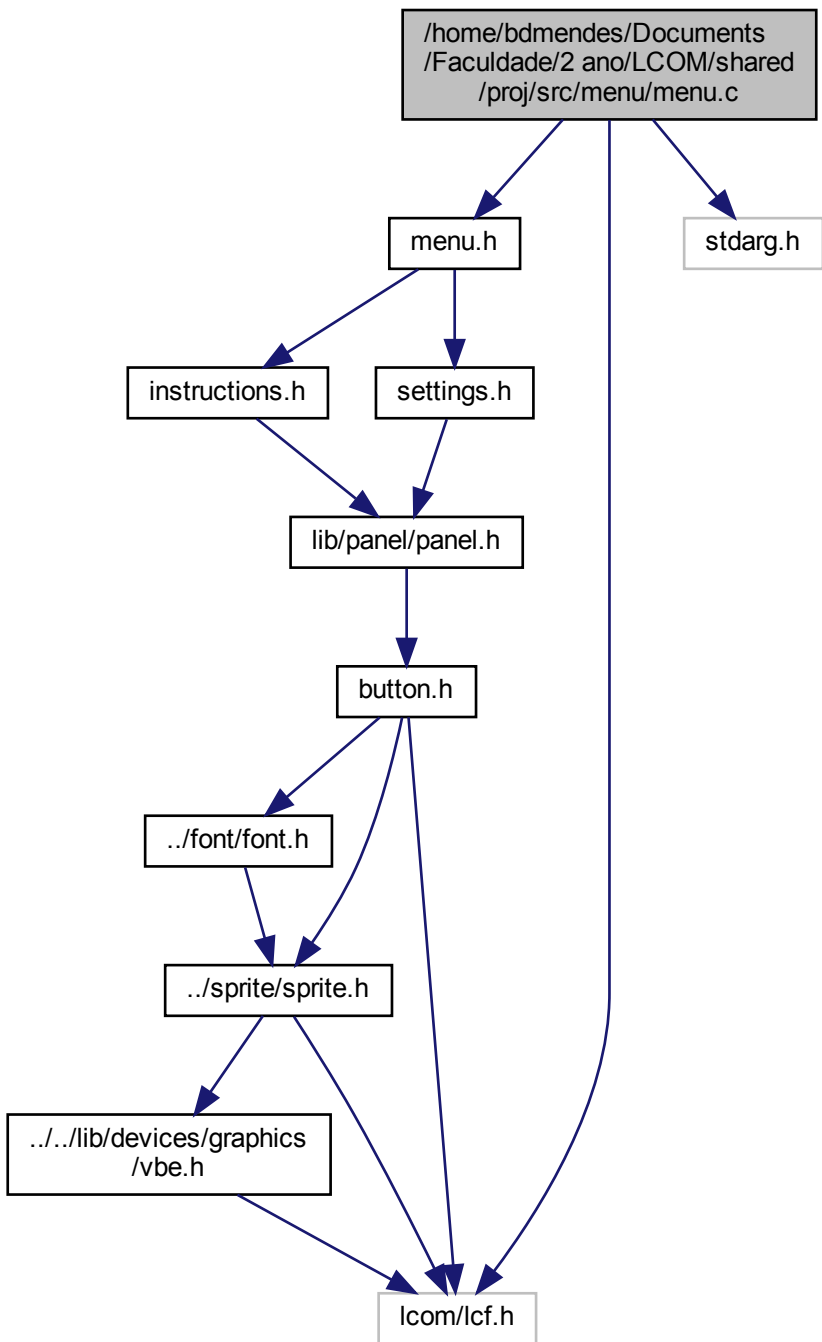 /home/bdmendes/Documents
/Faculdade/2 ano/LCOM/shared
/proj/src/menu/menu.c
menu.h
stdarg.h
instructions.h
settings.h
lib/panel/panel.h
button.h
../font/font.h
../sprite/sprite.h
../../lib/devices/graphics
/vbe.h
lcom/lcf.h